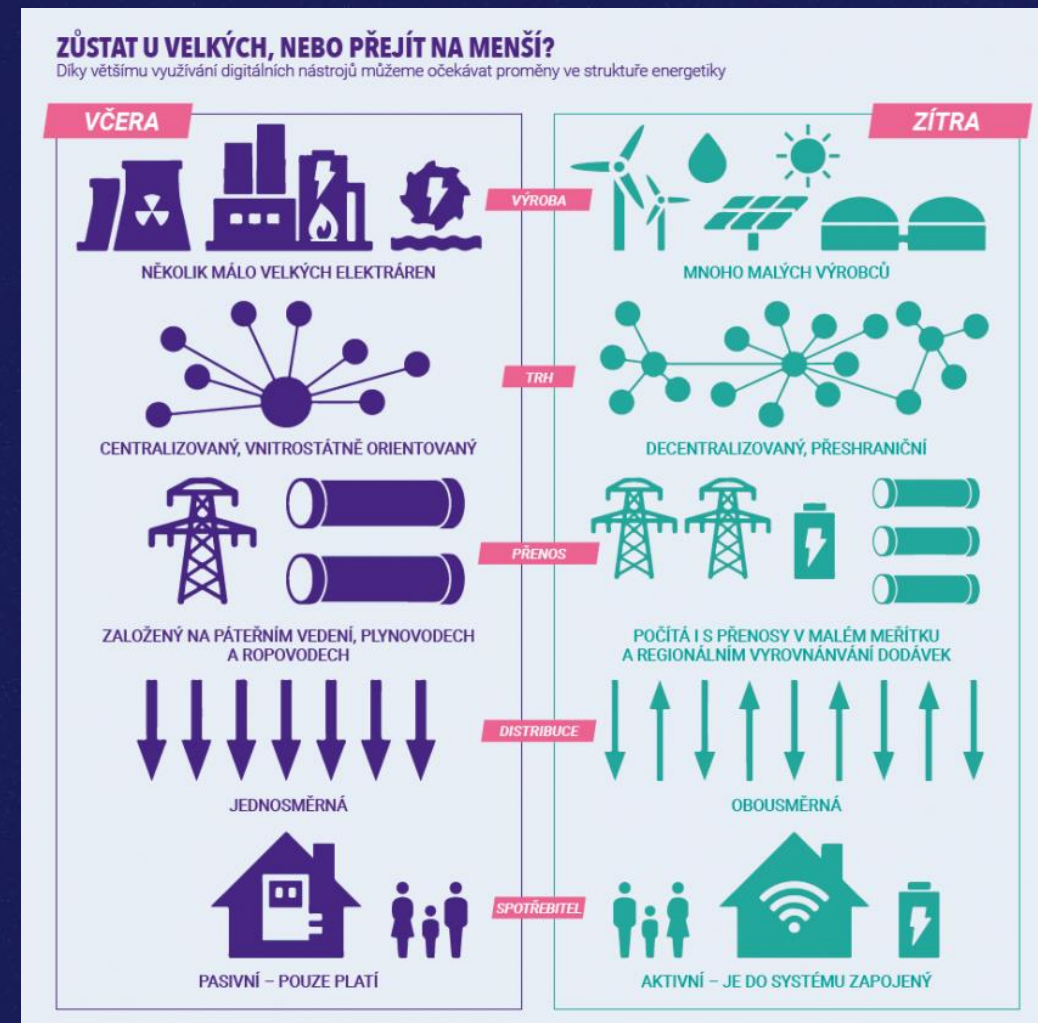 ZŮSTAT U VELKÝCH, NEBO PŘEJÍT NA MENŠÍ?
Díky většímu využívání digitálních nástrojů můžeme očekávat proměny ve struktuře energetiky
VČERA
ZÍTRA
VÝROBA
NĚKOLIK MÁLO VELKÝCH ELEKTRÁREN
MNOHO MALÝCH VÝROBCŮ
TRH
CENTRALIZOVANÝ, VNITROSTÁTNĚ ORIENTOVANÝ
DECENTRALIZOVANÝ, PŘESHRANIČNÍ
PŘENOS
ZALOŽENÝ NA PÁTEŘNÍM VEDENÍ, PLYNOVODECH
A ROPOVODECH
POČÍTÁ I S PŘENOSY V MALÉM MEŘÍTKU
A REGIONÁLNÍM VYROVNÁNVÁNÍ DODÁVEK
DISTRIBUCE
JEDNOSMĚRNÁ
OBOUSMĚRNÁ
SPOTŘEBITEL
PASIVNÍ – POUZE PLATÍ
AKTIVNÍ – JE DO SYSTÉMU ZAPOJENÝ